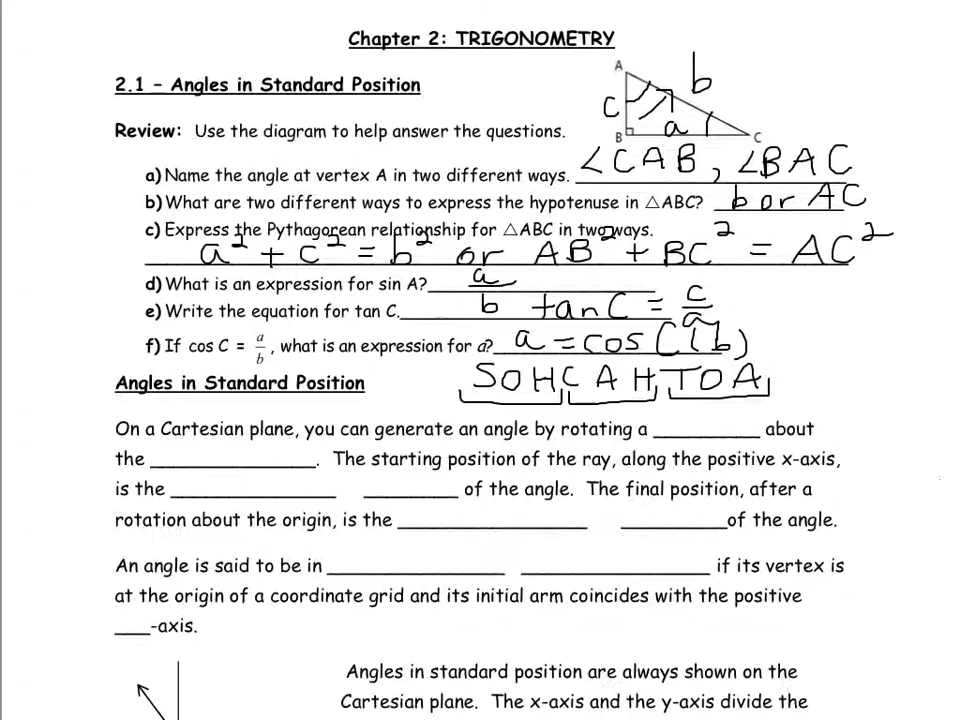 Chapter 2: TRIGONOMETRY
2.1 – Angles in Standard Position
A
b
c
Review: Use the diagram to help answer the questions.
a
B
C
a) Name the angle at vertex A in two different ways. ∠CAB, ∠BAC
b) What are two different ways to express the hypotenuse in △ABC? b or AC
c) Express the Pythagorean relationship for △ABC in two ways.
a² + c² = b² or AB² + BC² = AC²
d) What is an expression for sin A? a/b
e) Write the equation for tan C. tan C = c/a
f) If cos C = a/b, what is an expression for a? a = cos C (b)
SOH CAH TOA
Angles in Standard Position
On a Cartesian plane, you can generate an angle by rotating a __________ about
the ________________. The starting position of the ray, along the positive x-axis,
is the ________________ _________ of the angle. The final position, after a
rotation about the origin, is the __________________ __________of the angle.
An angle is said to be in _________________ __________________ if its vertex is
at the origin of a coordinate grid and its initial arm coincides with the positive
___-axis.
Angles in standard position are always shown on the
Cartesian plane. The x-axis and the y-axis divide the